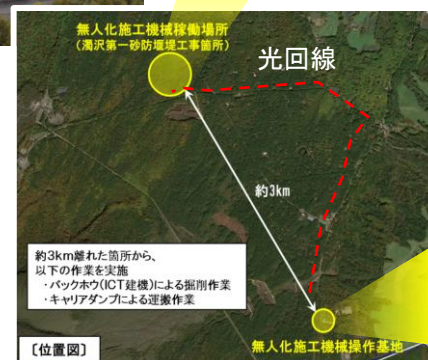 無人化施工機械稼働場所
(濁沢第一砂防堰堤工事箇所)
光回線
約3km
約3km離れた箇所から、
以下の作業を実施
・バックホウ(ICT建機)による掘削作業
・キャリアダンプによる運搬作業
[位置図]
無人化施工機械操作基地